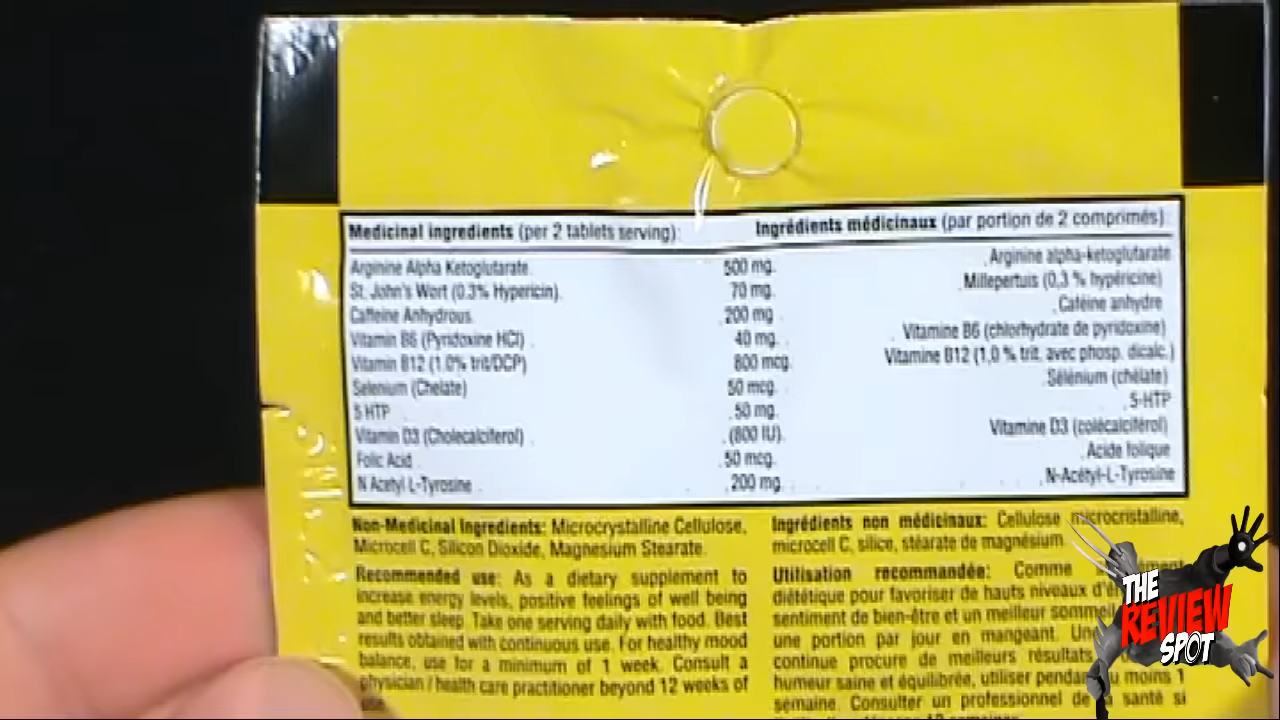 Medicinal ingredients (per 2 tablets serving):
Arginine Alpha Ketoglutarate 500 mg.
St. John's Wort (0.3% Hypericin). 70 mg.
Caffeine Anhydrous 200 mg
Vitamin B6 (Pyridoxine HCl) 40 mg.
Vitamin B12 (1.0% trit/DCP) 800 mcg.
Selenium (Chelate) 50 mcg.
5 HTP 50 mg.
Vitamin D3 (Cholecalciferol) (800 IU).
Folic Acid 50 mcg.
N Acetyl L-Tyrosine 200 mg
Ingrédients médicinaux (par portion de 2 comprimés):
Arginine alpha-ketoglutarate
Millepertuis (0,3 % hypéricine)
Caféine anhydre
Vitamine B6 (chlorhydrate de pyridoxine)
Vitamine B12 (1,0 % trit. avec phosp. dicalc.)
Sélénium (chélate)
5-HTP
Vitamine D3 (colécalciférol)
Acide folique
N-Acétyl-L-Tyrosine
Non-Medicinal Ingredients: Microcrystalline Cellulose,
Microcell C, Silicon Dioxide, Magnesium Stearate.
Recommended use: As a dietary supplement to
increase energy levels, positive feelings of well being
and better sleep. Take one serving daily with food. Best
results obtained with continuous use. For healthy mood
balance, use for a minimum of 1 week. Consult a
physician / health care practitioner beyond 12 weeks of
use.
Ingrédients non médicinaux: Cellulose microcristalline,
microcell C, silice, stéarate de magnésium.
Utilisation recommandée: Comme
diététique pour favoriser de hauts niveaux
sentiment de bien-être et un meilleur
une portion par jour en mangeant.
continue procure de meilleurs résultats
humeur saine et équilibrée, utiliser moins 1
semaine. Consulter un professionnel de santé si
THE
REVIEW
SPOT